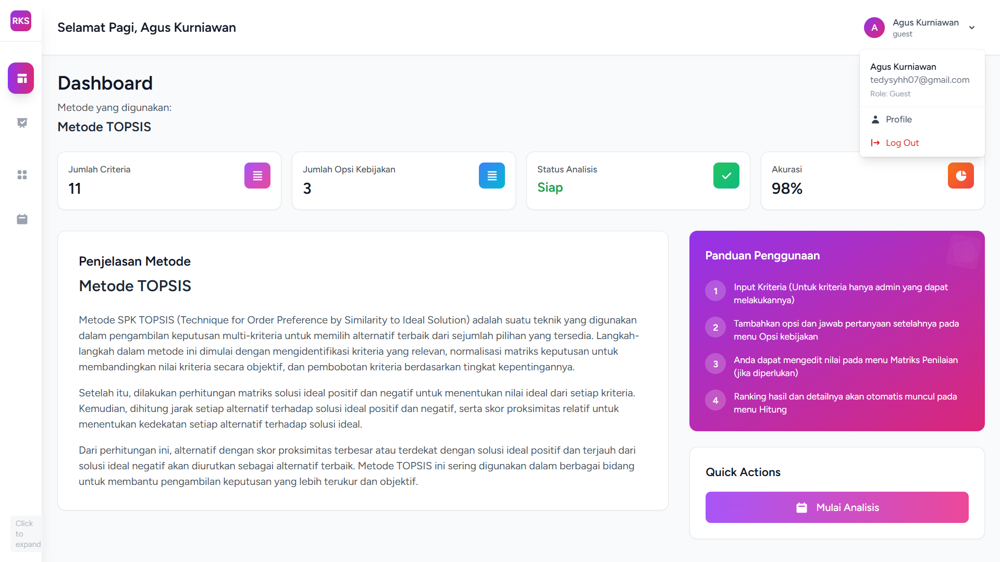 RKS
Selamat Pagi, Agus Kurniawan
A
Agus Kurniawan
guest
Agus Kurniawan
tedysyhh07@gmail.com
Role: Guest
Profile
Log Out
Dashboard
Metode yang digunakan:
Metode TOPSIS
Jumlah Criteria
11
Jumlah Opsi Kebijakan
3
Status Analisis
Siap
Akurasi
98%
Penjelasan Metode
Metode TOPSIS
Metode SPK TOPSIS (Technique for Order Preference by Similarity to Ideal Solution) adalah suatu teknik yang digunakan
dalam pengambilan keputusan multi-kriteria untuk memilih alternatif terbaik dari sejumlah pilihan yang tersedia. Langkah-
langkah dalam metode ini dimulai dengan mengidentifikasi kriteria yang relevan, normalisasi matriks keputusan untuk
membandingkan nilai kriteria secara objektif, dan pembobotan kriteria berdasarkan tingkat kepentingannya.
Setelah itu, dilakukan perhitungan matriks solusi ideal positif dan negatif untuk menentukan nilai ideal dari setiap kriteria.
Kemudian, dihitung jarak setiap alternatif terhadap solusi ideal positif dan negatif, serta skor proksimitas relatif untuk
menentukan kedekatan setiap alternatif terhadap solusi ideal.
Dari perhitungan ini, alternatif dengan skor proksimitas terbesar atau terdekat dengan solusi ideal positif dan terjauh dari
solusi ideal negatif akan diurutkan sebagai alternatif terbaik. Metode TOPSIS ini sering digunakan dalam berbagai bidang
untuk membantu pengambilan keputusan yang lebih terukur dan objektif.
Panduan Penggunaan
1
Input Kriteria (Untuk kriteria hanya admin yang dapat
melakukannya)
2
Tambahkan opsi dan jawab pertanyaan setelahnya pada
menu Opsi kebijakan
3
Anda dapat mengedit nilai pada menu Matriks Penilaian
(jika diperlukan)
4
Ranking hasil dan detailnya akan otomatis muncul pada
menu Hitung
Quick Actions
Mulai Analisis
Click
to
expand